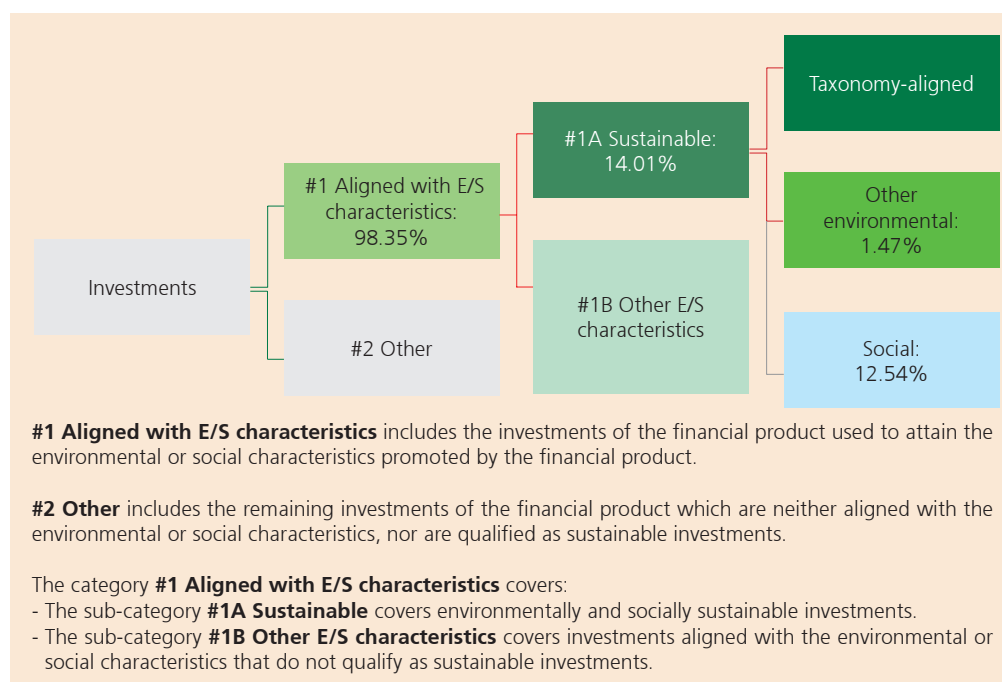 Taxonomy-aligned
#1A Sustainable:
14.01%
#1 Aligned with E/S
characteristics:
98.35%
Other
environmental:
1.47%
Investments
#1B Other E/S
characteristics
#2 Other
Social:
12.54%
#1 Aligned with E/S characteristics includes the investments of the financial product used to attain the
environmental or social characteristics promoted by the financial product.
#2 Other includes the remaining investments of the financial product which are neither aligned with the
environmental or social characteristics, nor are qualified as sustainable investments.
The category #1 Aligned with E/S characteristics covers:
- The sub-category #1A Sustainable covers environmentally and socially sustainable investments.
- The sub-category #1B Other E/S characteristics covers investments aligned with the environmental or
social characteristics that do not qualify as sustainable investments.